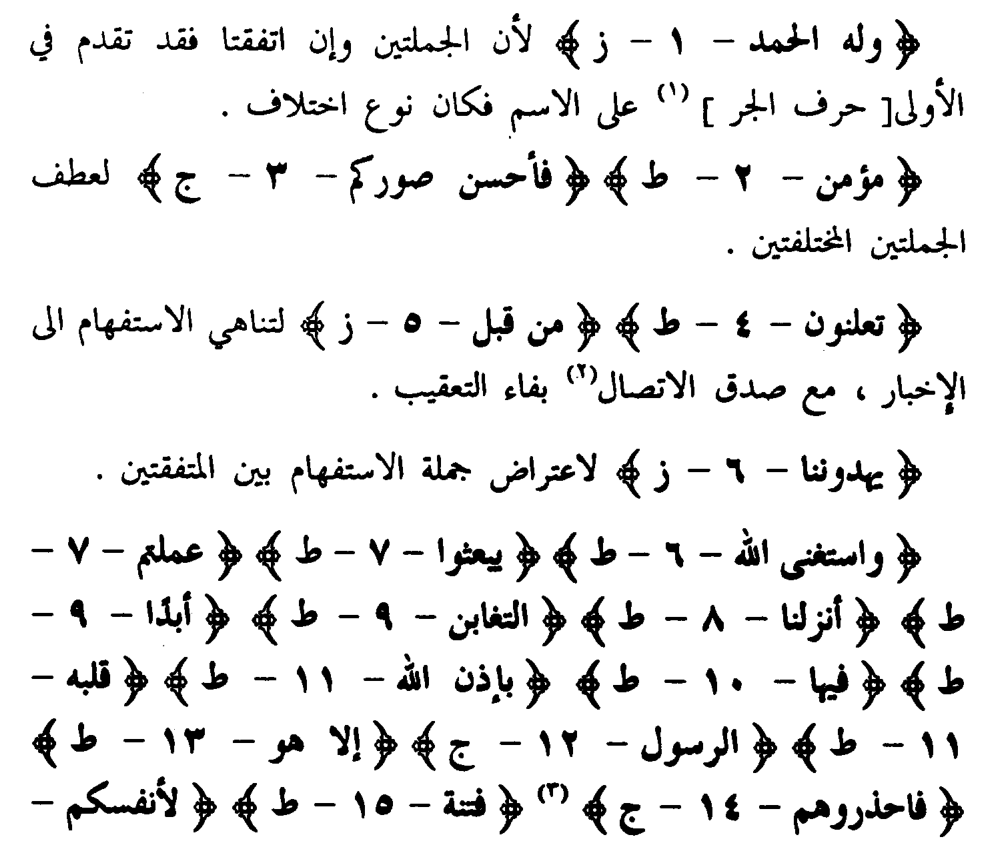 ﴿ وله الحمد – ١ – ز ﴾ لأن الجملتين وإن اتفقتا فقد تقدم في
الأولى[ حرف الجر ] (١) على الاسم فكان نوع اختلاف .
﴿ مؤمن – ٢ – ط ﴾ ﴿ فأحسن صوركم – ٣ – ج ﴾ لعطف
الجملتين المختلفتين .
﴿ تعلنون – ٤ – ط ﴾ ﴿ من قبل – ٥ – ز ﴾ لتناهي الاستفهام الى
الإخبار ، مع صدق الاتصال(٢) بفاء التعقيب .
﴿ يهدوننا – ٦ – ز ﴾ لاعتراض جملة الاستفهام بين المتفقتين .
﴿ واستغنى الله – ٦ – ط ﴾ ﴿ يبعثوا – ٧ – ط ﴾ ﴿ عملتم – ٧ –
ط ﴾ ﴿ أنزلنا – ٨ – ط ﴾ ﴿ التغابن – ٩ – ط ﴾ ﴿ أبدًا – ٩ –
ط ﴾ ﴿ فيها – ١٠ – ط ﴾ ﴿ بإذن الله – ١١ – ط ﴾ ﴿ قلبه –
١١ – ط ﴾ ﴿ الرسول – ١٢ – ج ﴾ ﴿ إلا هو – ١٣ – ط ﴾
﴿ فاحذروهم – ١٤ – ج ﴾ (٣) ﴿ فتنة – ١٥ – ط ﴾ ﴿ لأنفسكم –